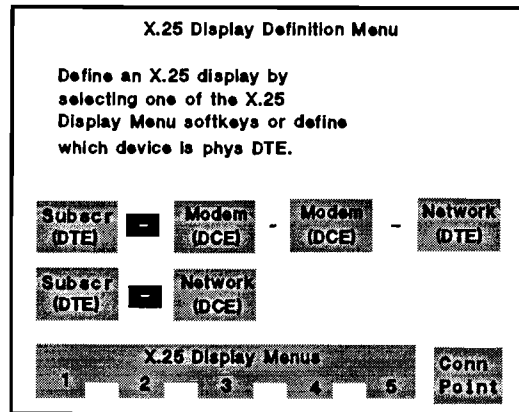 X.25 Display Definition Menu
Define an X.25 display by
selecting one of the X.25
Display Menu softkeys or define
which device is phys DTE.
Subscr - Modem - Modem - Network
(DTE) (DCE) (DCE) (DTE)
Subscr - Network
(DTE) (DCE)
X.25 Display Menus
1 2 3 4 5
Conn
Point